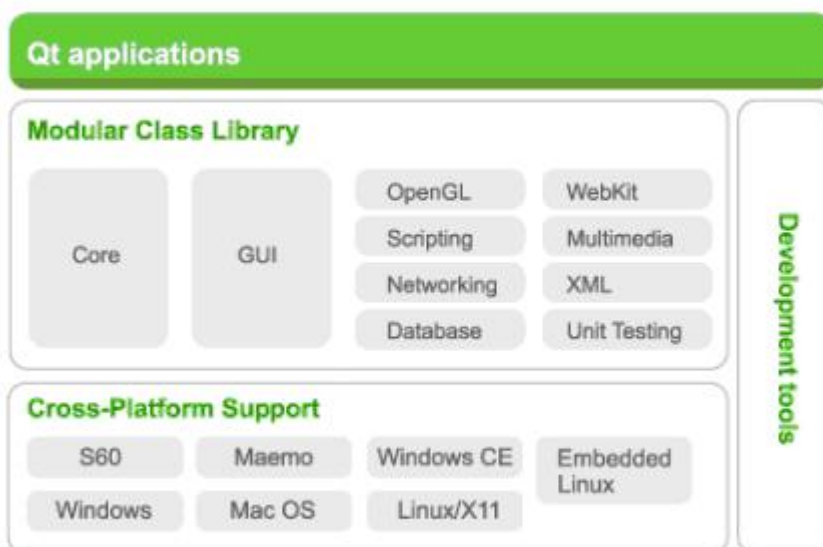 Qt applications
Modular Class Library
Core
GUI
OpenGL
WebKit
Scripting
Multimedia
Networking
XML
Database
Unit Testing
Cross-Platform Support
S60
Maemo
Windows CE
Embedded
Linux
Windows
Mac OS
Linux/X11
Development tools